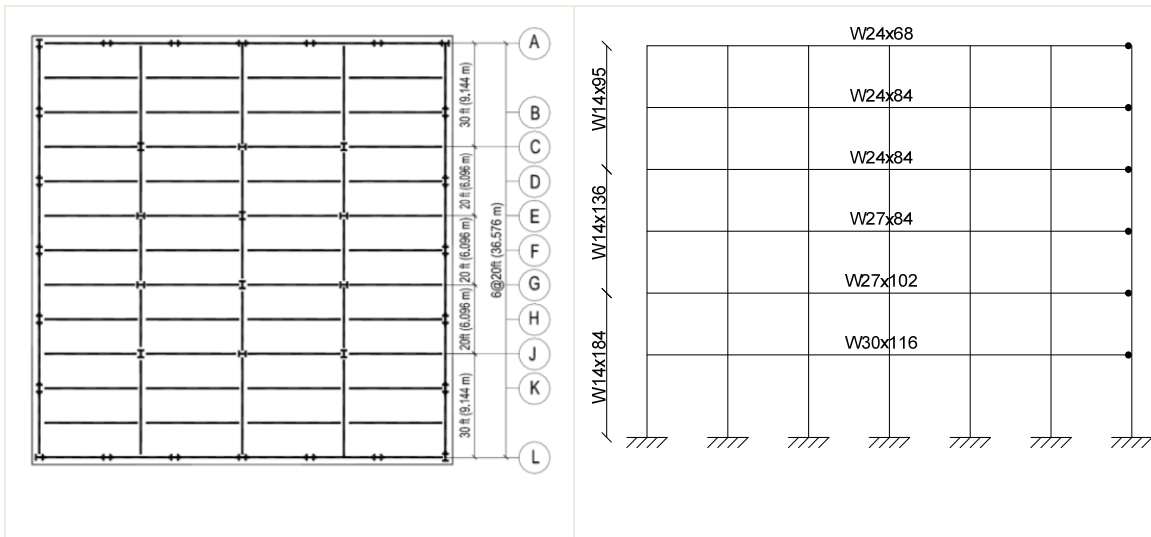 A
B
C
D
E
F
G
H
J
K
L
30 ft (9.144 m)
20 ft (6.096 m)
20 ft (6.096 m)
20ft (6.096 m)
30 ft (9.144 m)
6@20ft (36.576 m)
W24x68
W24x84
W24x84
W27x84
W27x102
W30x116
W14x95
W14x136
W14x184